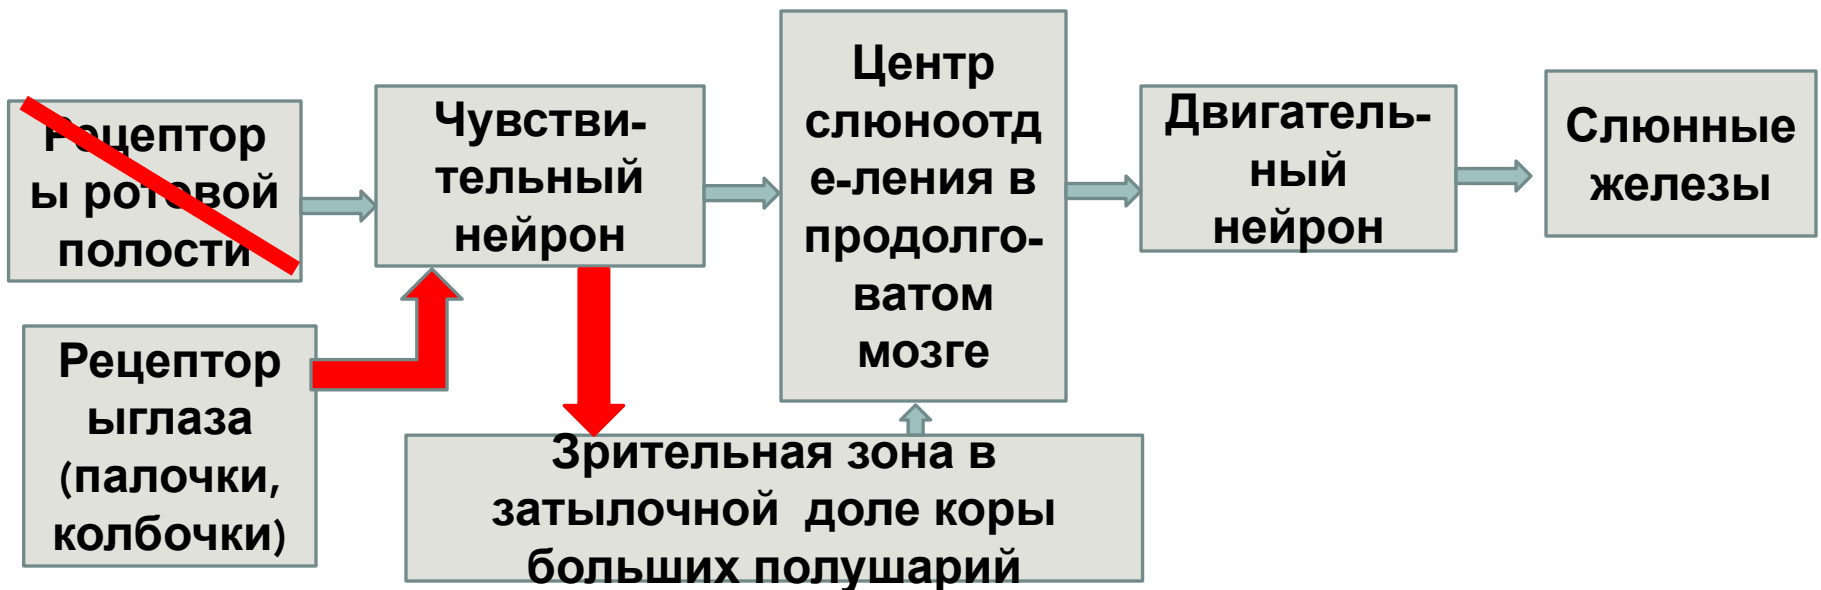 Рецептор
ы ротовой
полости
Чувстви-
тельный
нейрон
Центр
слюноотд
е-ления в
продолго-
ватом
мозге
Двигатель-
ный
нейрон
Слюнные
железы
Рецептор
ыглаза
(палочки,
колбочки)
Зрительная зона в
затылочной доле коры
больших полушарий